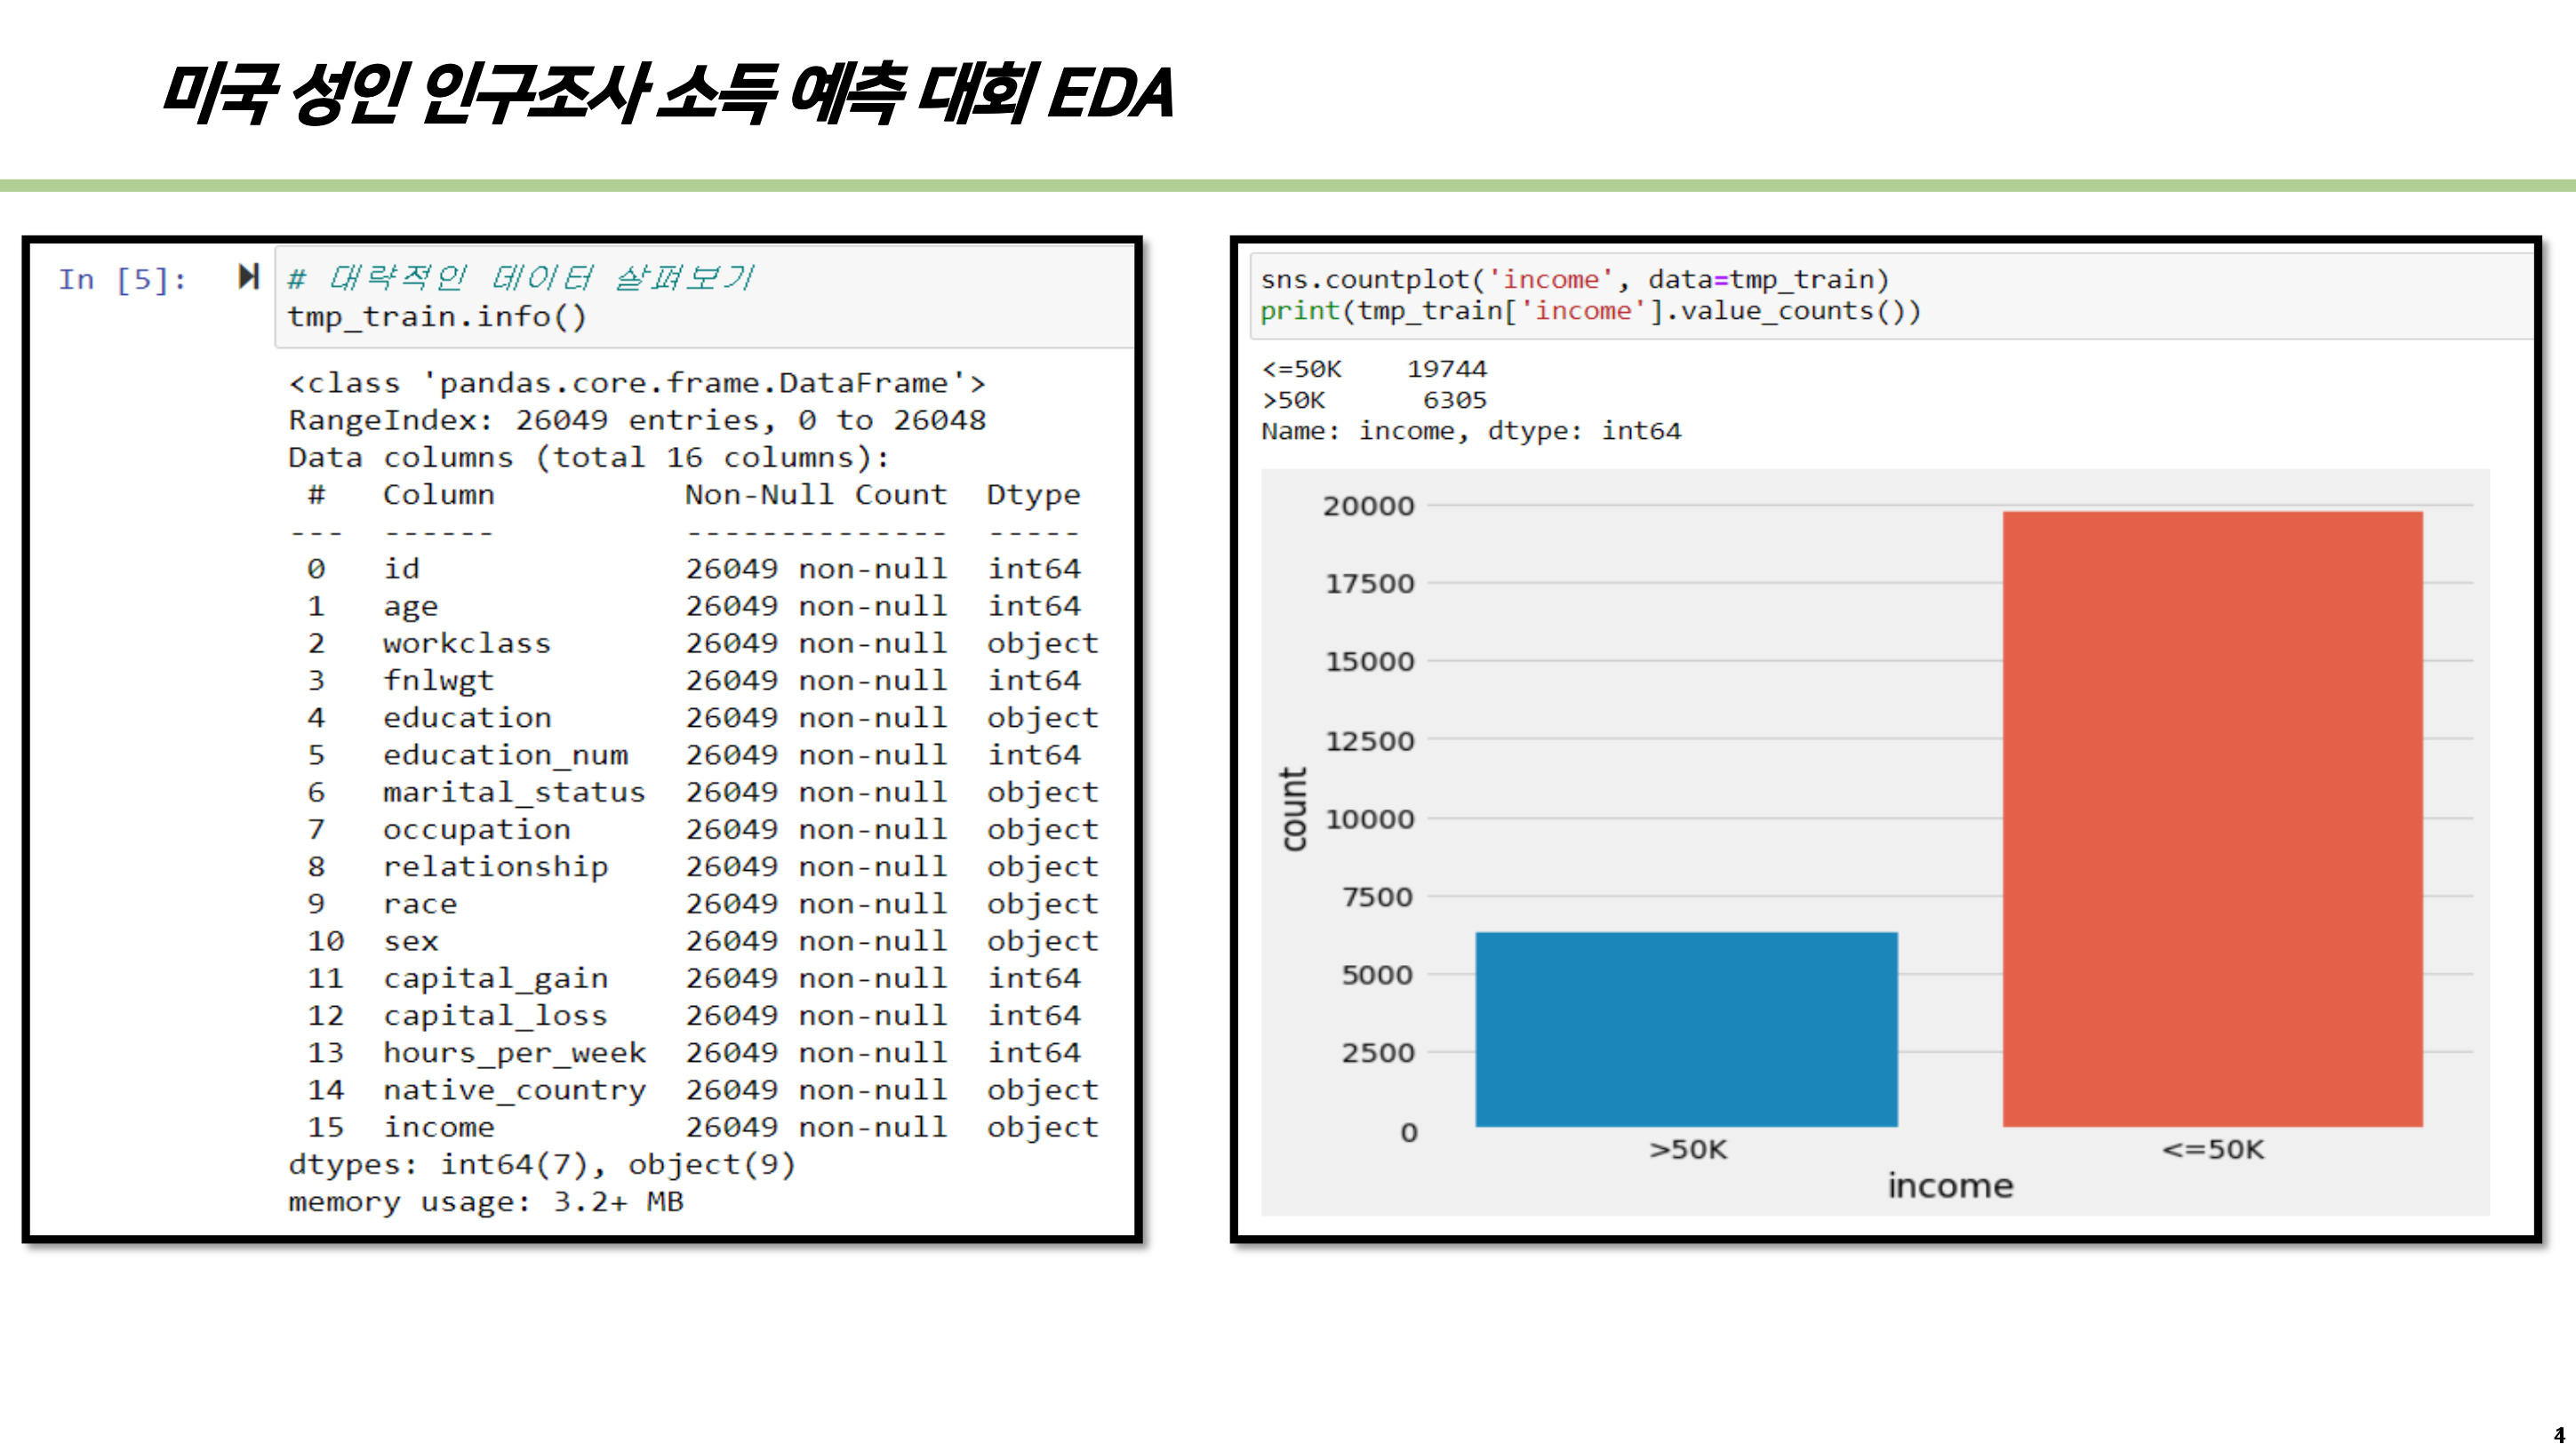 미국 성인 인구조사 소득 예측 대회 EDA
In [5]:
# 대략적인 데이터 살펴보기
tmp_train.info()
<class 'pandas.core.frame.DataFrame'>
RangeIndex: 26049 entries, 0 to 26048
Data columns (total 16 columns):
 #   Column          Non-Null Count  Dtype
---  ------          --------------  -----
 0   id              26049 non-null  int64
 1   age             26049 non-null  int64
 2   workclass       26049 non-null  object
 3   fnlwgt          26049 non-null  int64
 4   education       26049 non-null  object
 5   education_num   26049 non-null  int64
 6   marital_status  26049 non-null  object
 7   occupation      26049 non-null  object
 8   relationship    26049 non-null  object
 9   race            26049 non-null  object
 10  sex             26049 non-null  object
 11  capital_gain    26049 non-null  int64
 12  capital_loss    26049 non-null  int64
 13  hours_per_week  26049 non-null  int64
 14  native_country  26049 non-null  object
 15  income          26049 non-null  object
dtypes: int64(7), object(9)
memory usage: 3.2+ MB
sns.countplot('income', data=tmp_train)
print(tmp_train['income'].value_counts())
<=50K    19744
>50K      6305
Name: income, dtype: int64
20000
17500
15000
12500
10000
7500
5000
2500
0
count
>50K
<=50K
income
4